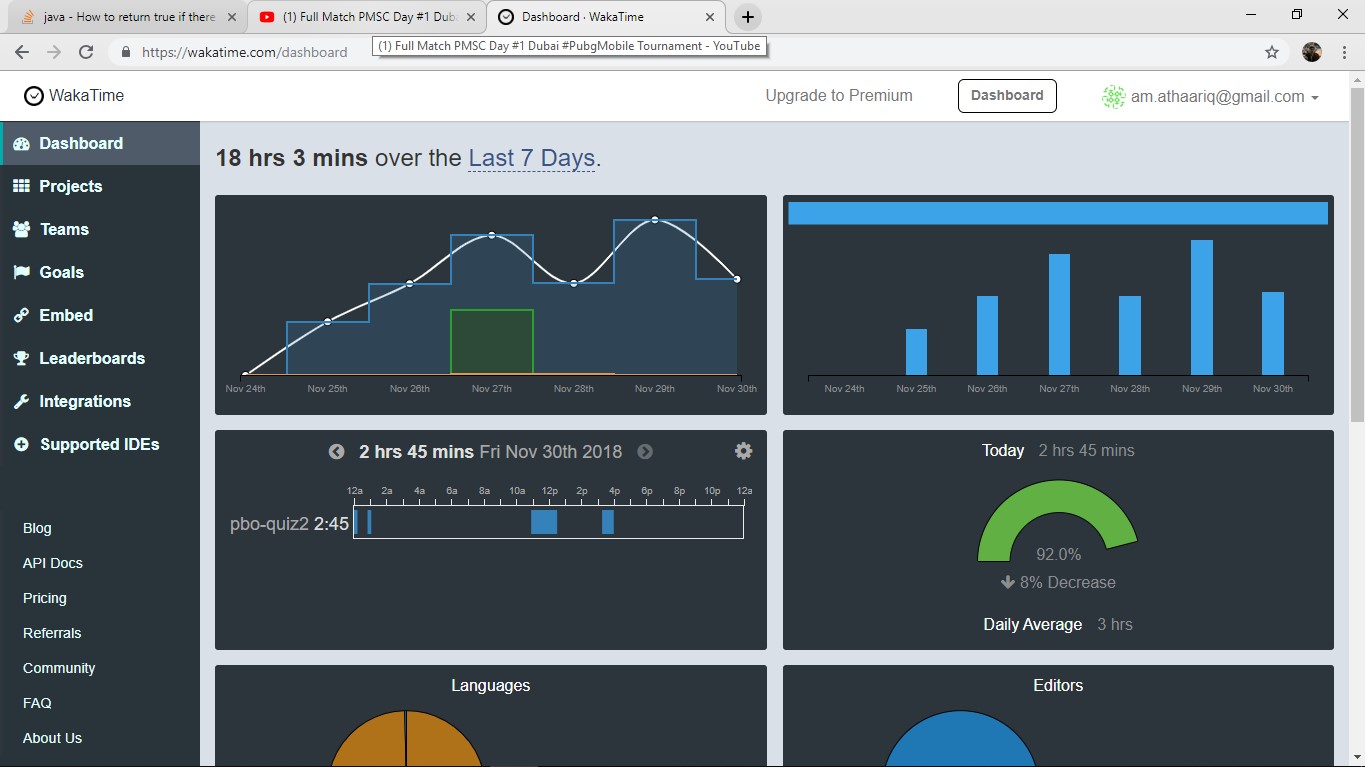 java - How to return true if there
(1) Full Match PMSC Day #1 Dub
Dashboard · WakaTime
(1) Full Match PMSC Day #1 Dubai #PubgMobile Tournament - YouTube
https://wakatime.com/dashboard
WakaTime
Upgrade to Premium
Dashboard
am.athaariq@gmail.com
Dashboard
Projects
Teams
Goals
Embed
Leaderboards
Integrations
Supported IDEs
Blog
API Docs
Pricing
Referrals
Community
FAQ
About Us
18 hrs 3 mins over the Last 7 Days.
Nov 24th Nov 25th Nov 26th Nov 27th Nov 28th Nov 29th Nov 30th
Nov 24th Nov 25th Nov 26th Nov 27th Nov 28th Nov 29th Nov 30th
2 hrs 45 mins Fri Nov 30th 2018
12a 2a 4a 6a 8a 10a 12p 2p 4p 6p 8p 10p 12a
pbo-quiz2 2:45
Today 2 hrs 45 mins
92.0%
8% Decrease
Daily Average 3 hrs
Languages
Editors